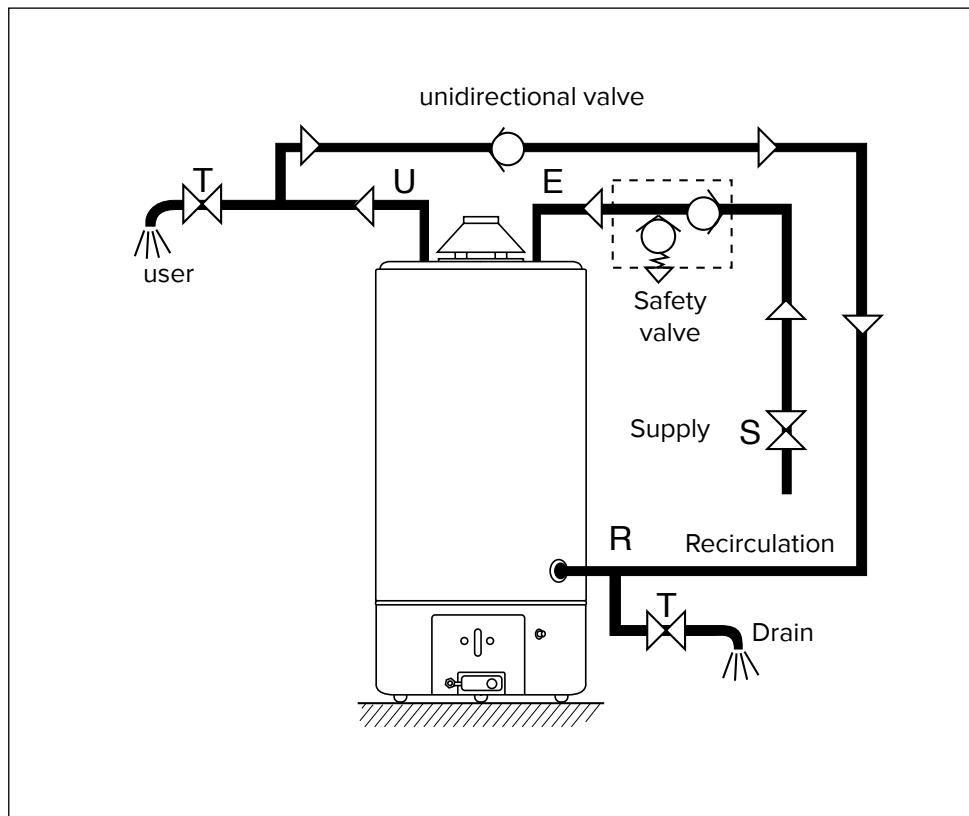 unidirectional valve
T
U
E
user
Safety
valve
Supply
S
R
Recirculation
T
Drain